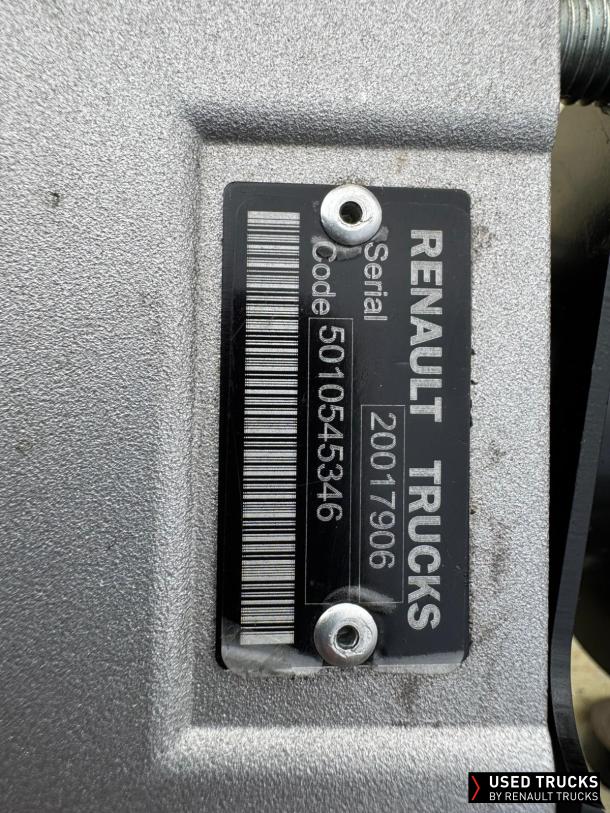 RENAULT TRUCKS
Serial 20017906
Code 5010545346
USED TRUCKS
BY RENAULT TRUCKS